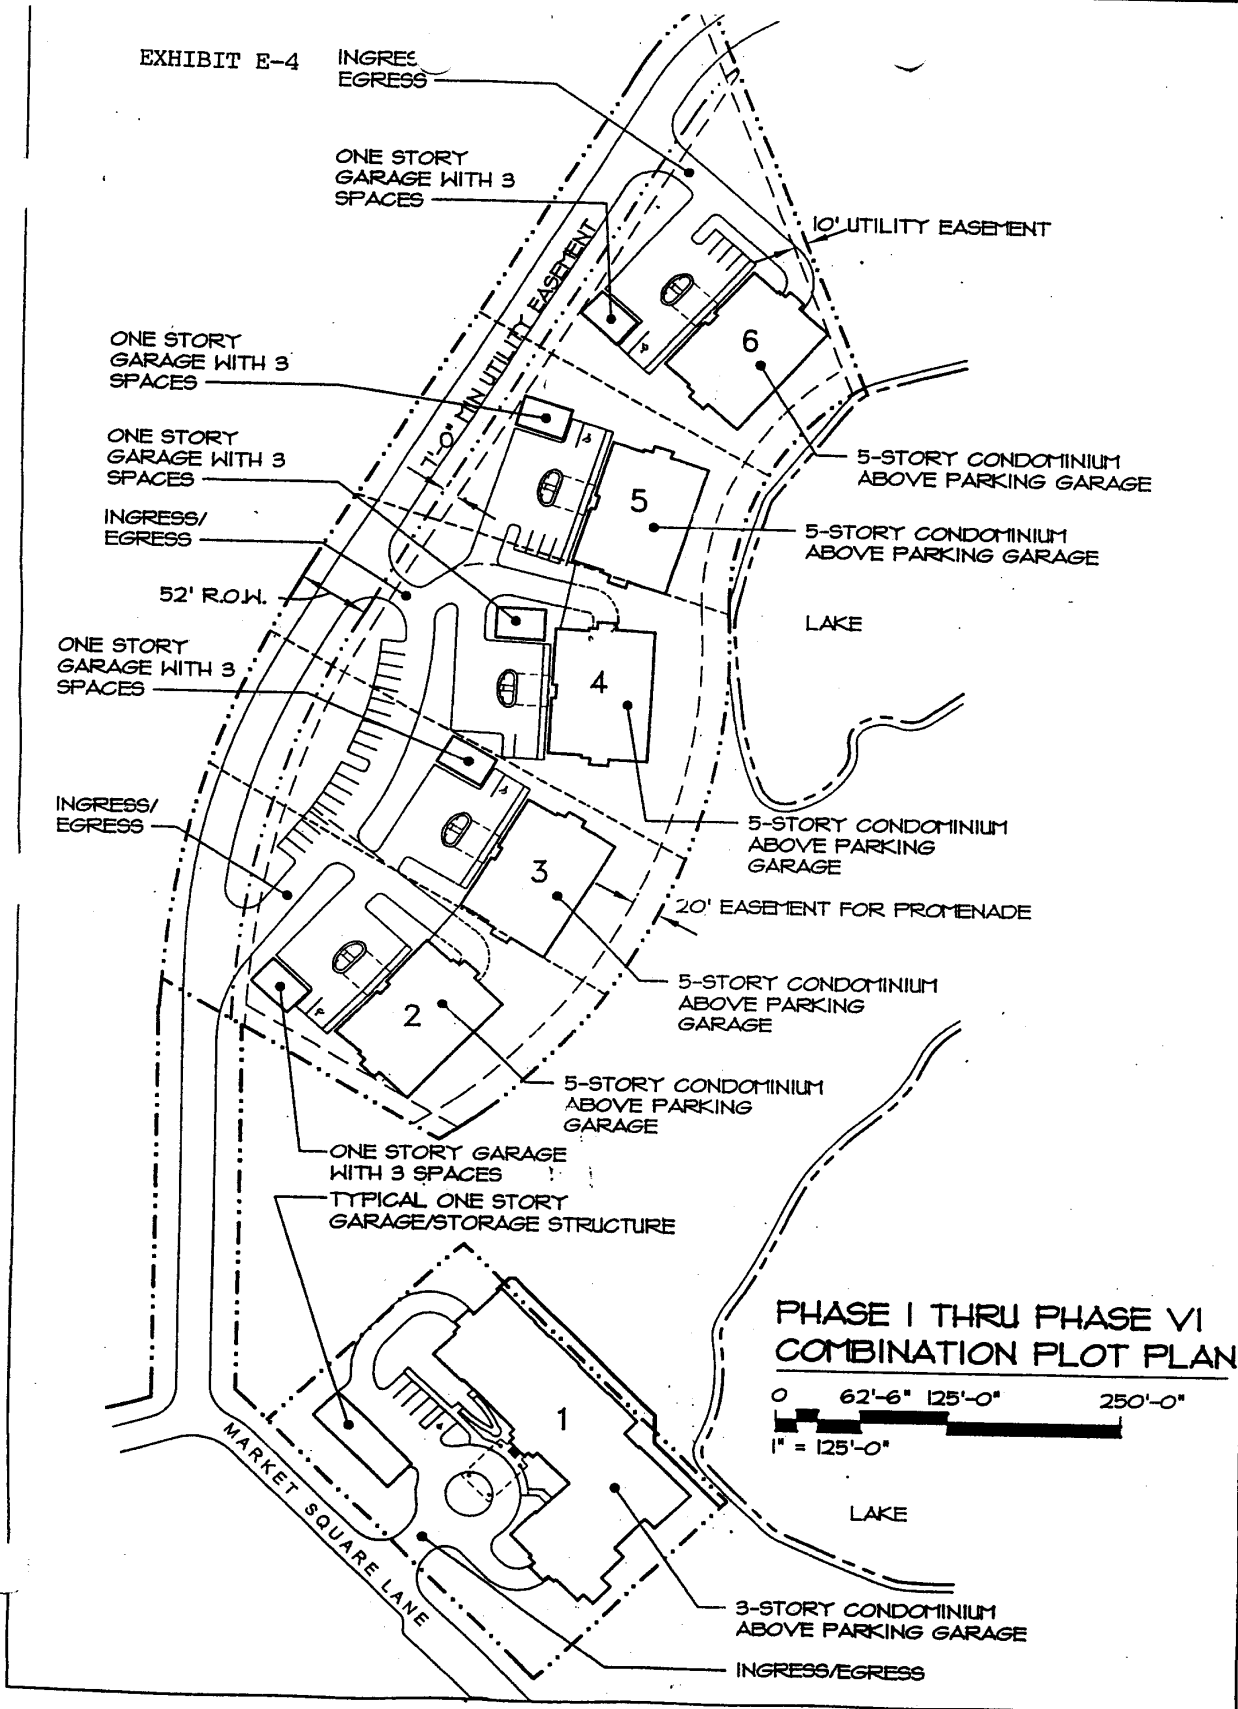 EXHIBIT E-4
INGRES
EGRESS
ONE STORY
GARAGE WITH 3
SPACES
10' UTILITY EASEMENT
7'-0" MIN UTILITY EASEMENT
6
ONE STORY
GARAGE WITH 3
SPACES
ONE STORY
GARAGE WITH 3
SPACES
5-STORY CONDOMINIUM
ABOVE PARKING GARAGE
5
INGRESS/
EGRESS
5-STORY CONDOMINIUM
ABOVE PARKING GARAGE
52' R.O.W.
LAKE
ONE STORY
GARAGE WITH 3
SPACES
4
INGRESS/
EGRESS
5-STORY CONDOMINIUM
ABOVE PARKING
GARAGE
3
20' EASEMENT FOR PROMENADE
5-STORY CONDOMINIUM
ABOVE PARKING
GARAGE
2
5-STORY CONDOMINIUM
ABOVE PARKING
GARAGE
ONE STORY GARAGE
WITH 3 SPACES
TYPICAL ONE STORY
GARAGE/STORAGE STRUCTURE
PHASE I THRU PHASE VI
COMBINATION PLOT PLAN
0 62'-6" 125'-0" 250'-0"
1" = 125'-0"
1
MARKET SQUARE LANE
LAKE
3-STORY CONDOMINIUM
ABOVE PARKING GARAGE
INGRESS/EGRESS